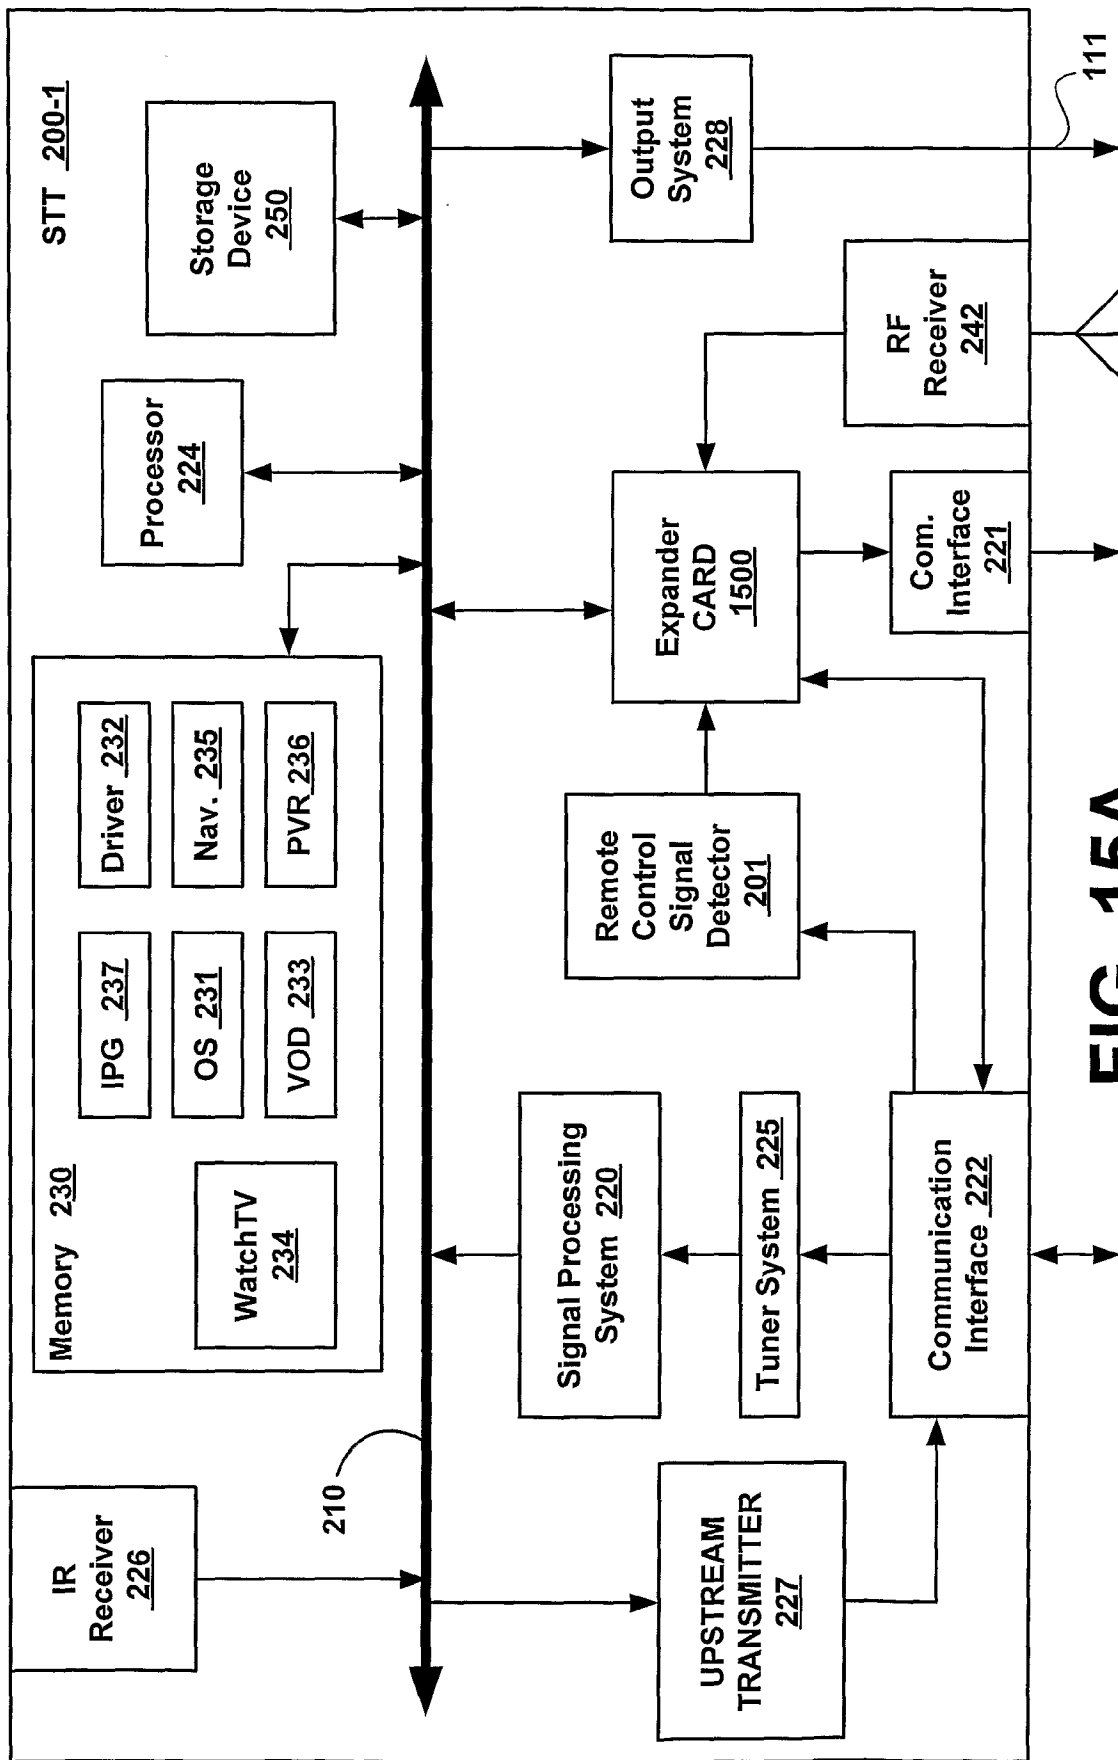 STT 200-1
IR
Receiver
226
Memory 230
WatchTV
234
IPG 237
OS 231
VOD 233
Driver 232
Nav. 235
PVR 236
Processor
224
Storage
Device
250
210
UPSTREAM
TRANSMITTER
227
Signal Processing
System 220
Tuner System 225
Communication
Interface 222
Remote
Control
Signal
Detector
201
Expander
CARD
1500
Com.
Interface
221
RF
Receiver
242
Output
System
228
111
FIG. 15A